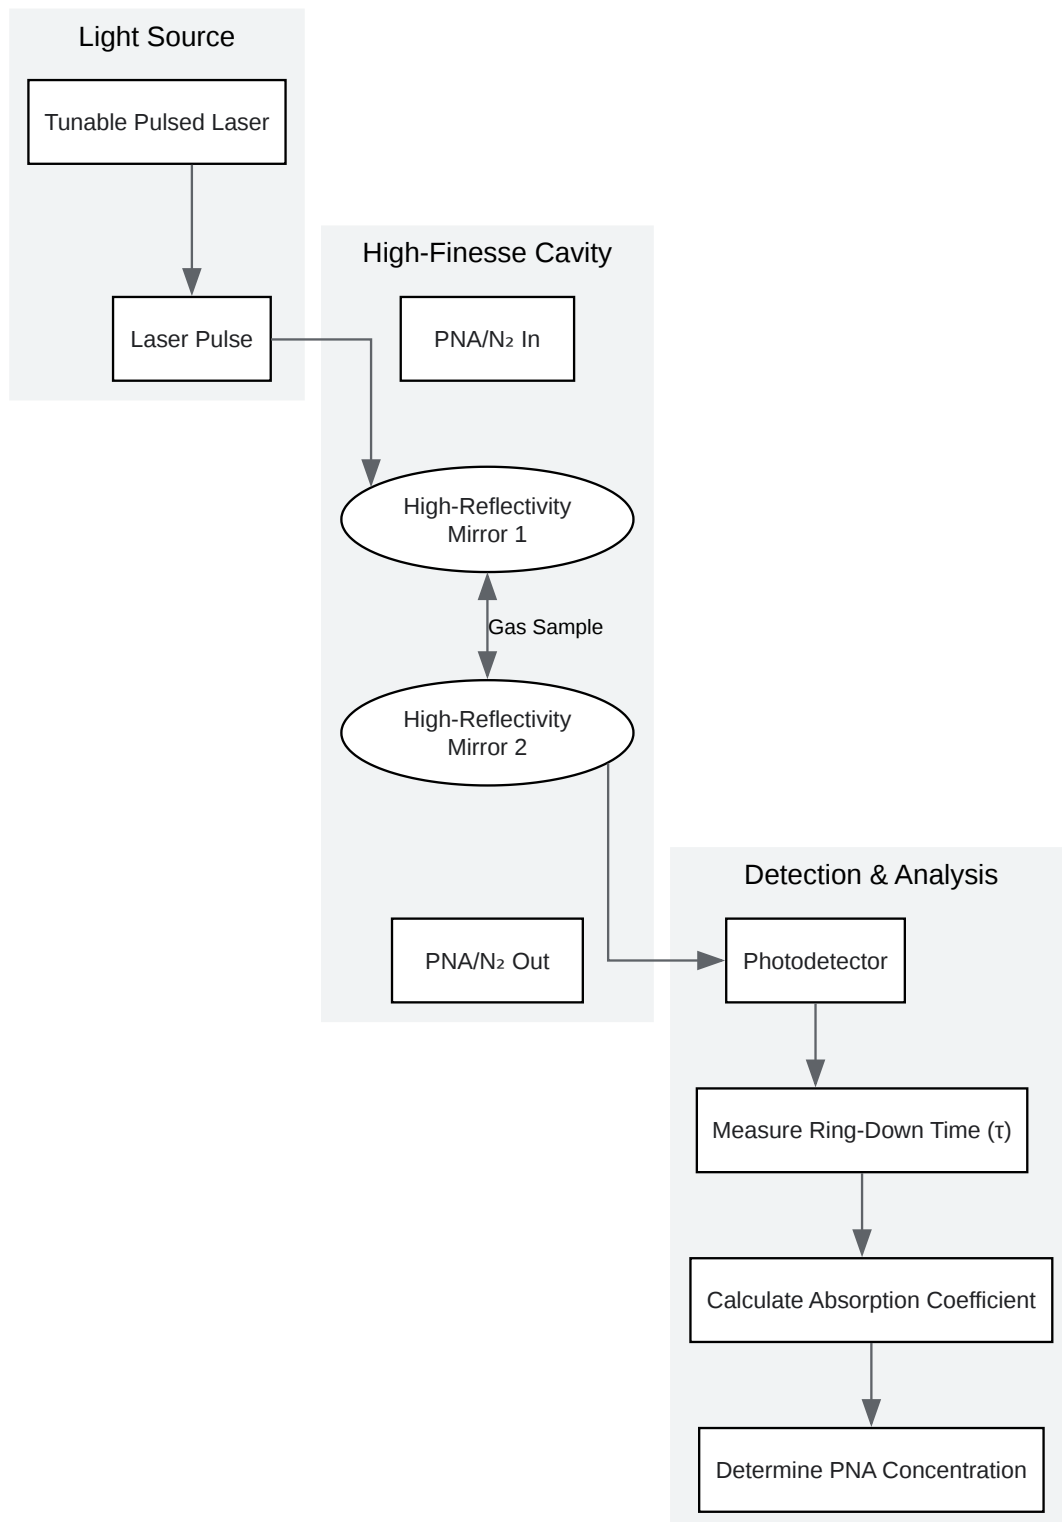 Light Source
Tunable Pulsed Laser
Laser Pulse
High-Finesse Cavity
PNA/N₂ In
High-Reflectivity
Mirror 1
Gas Sample
High-Reflectivity
Mirror 2
PNA/N₂ Out
Detection & Analysis
Photodetector
Measure Ring-Down Time (τ)
Calculate Absorption Coefficient
Determine PNA Concentration